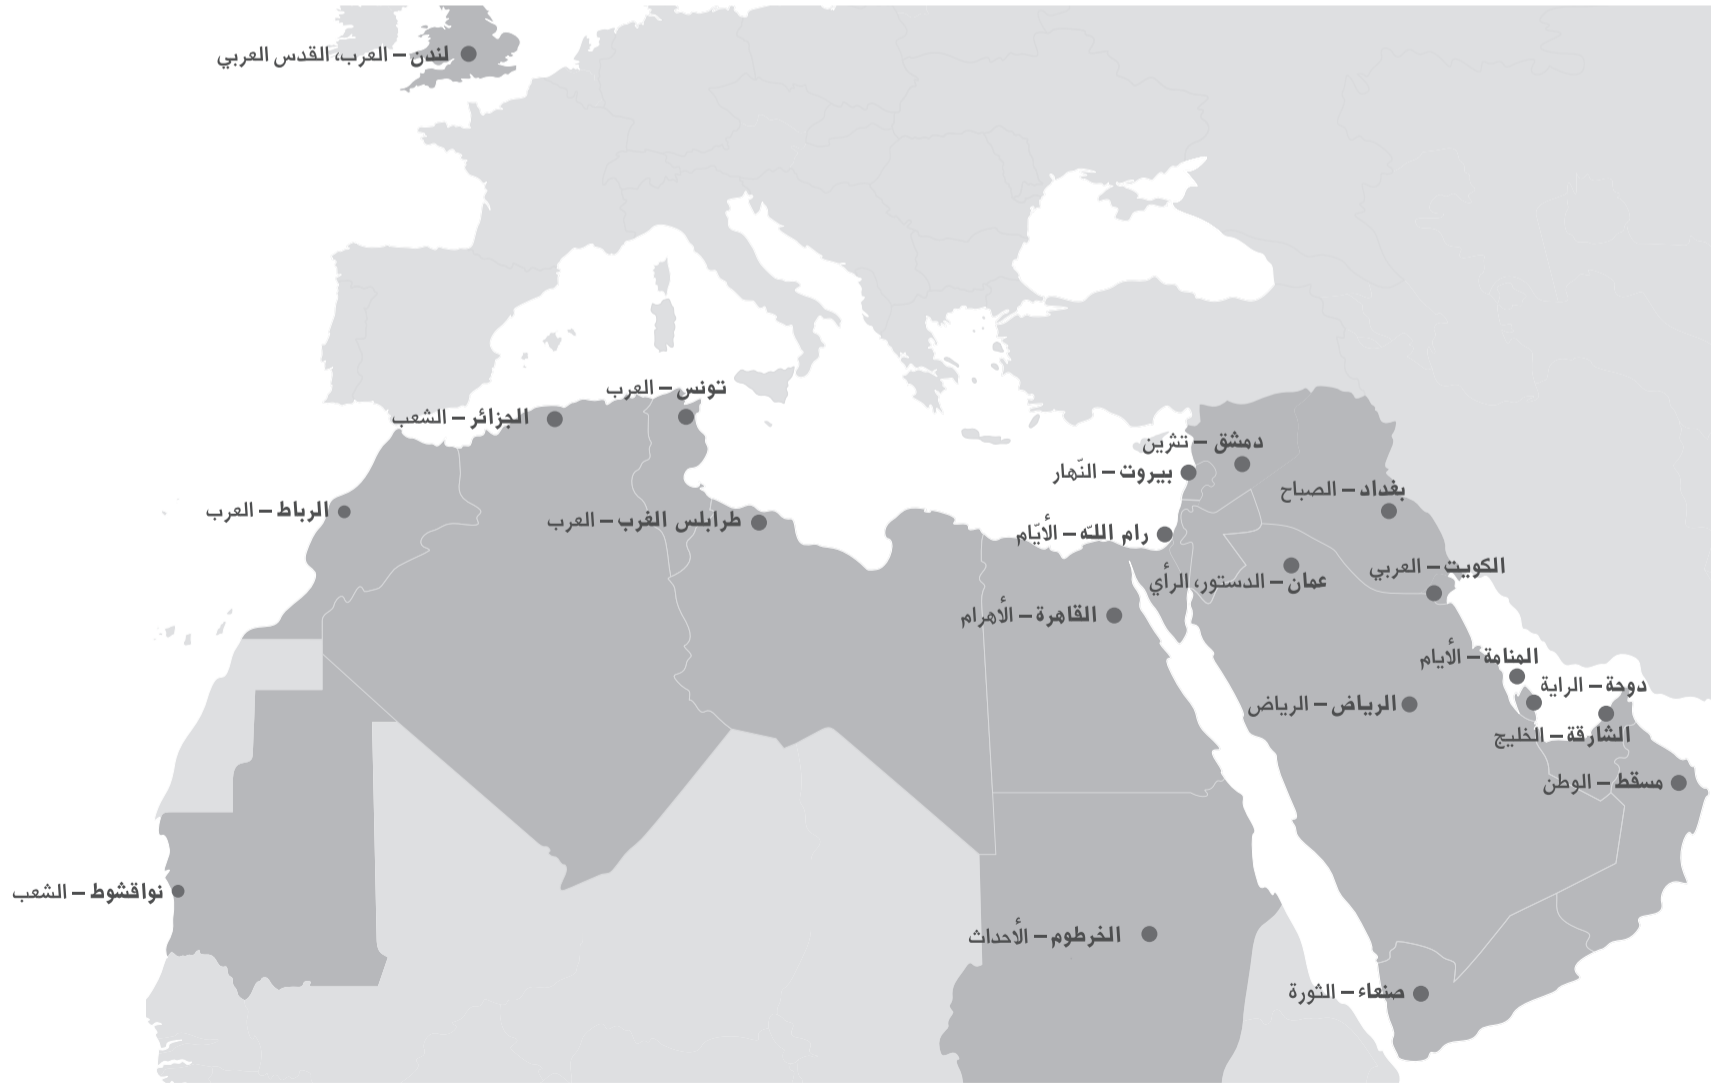 لندن – العرب، القدس العربي
تونس – العرب
الجزائر – الشعب
دمشق – تشرين
بيروت – النّهار
بغداد – الصباح
الرباط – العرب
طرابلس الغرب – العرب
رام اللّه – الأيّام
الكويت – العربي
عمان – الدستور، الرأي
القاهرة – الأهرام
المنامة – الأيام
دوحة – الراية
الرياض – الرياض
الشارقة – الخليج
مسقط – الوطن
نواقشوط – الشعب
الخرطوم – الأحداث
صنعاء – الثورة